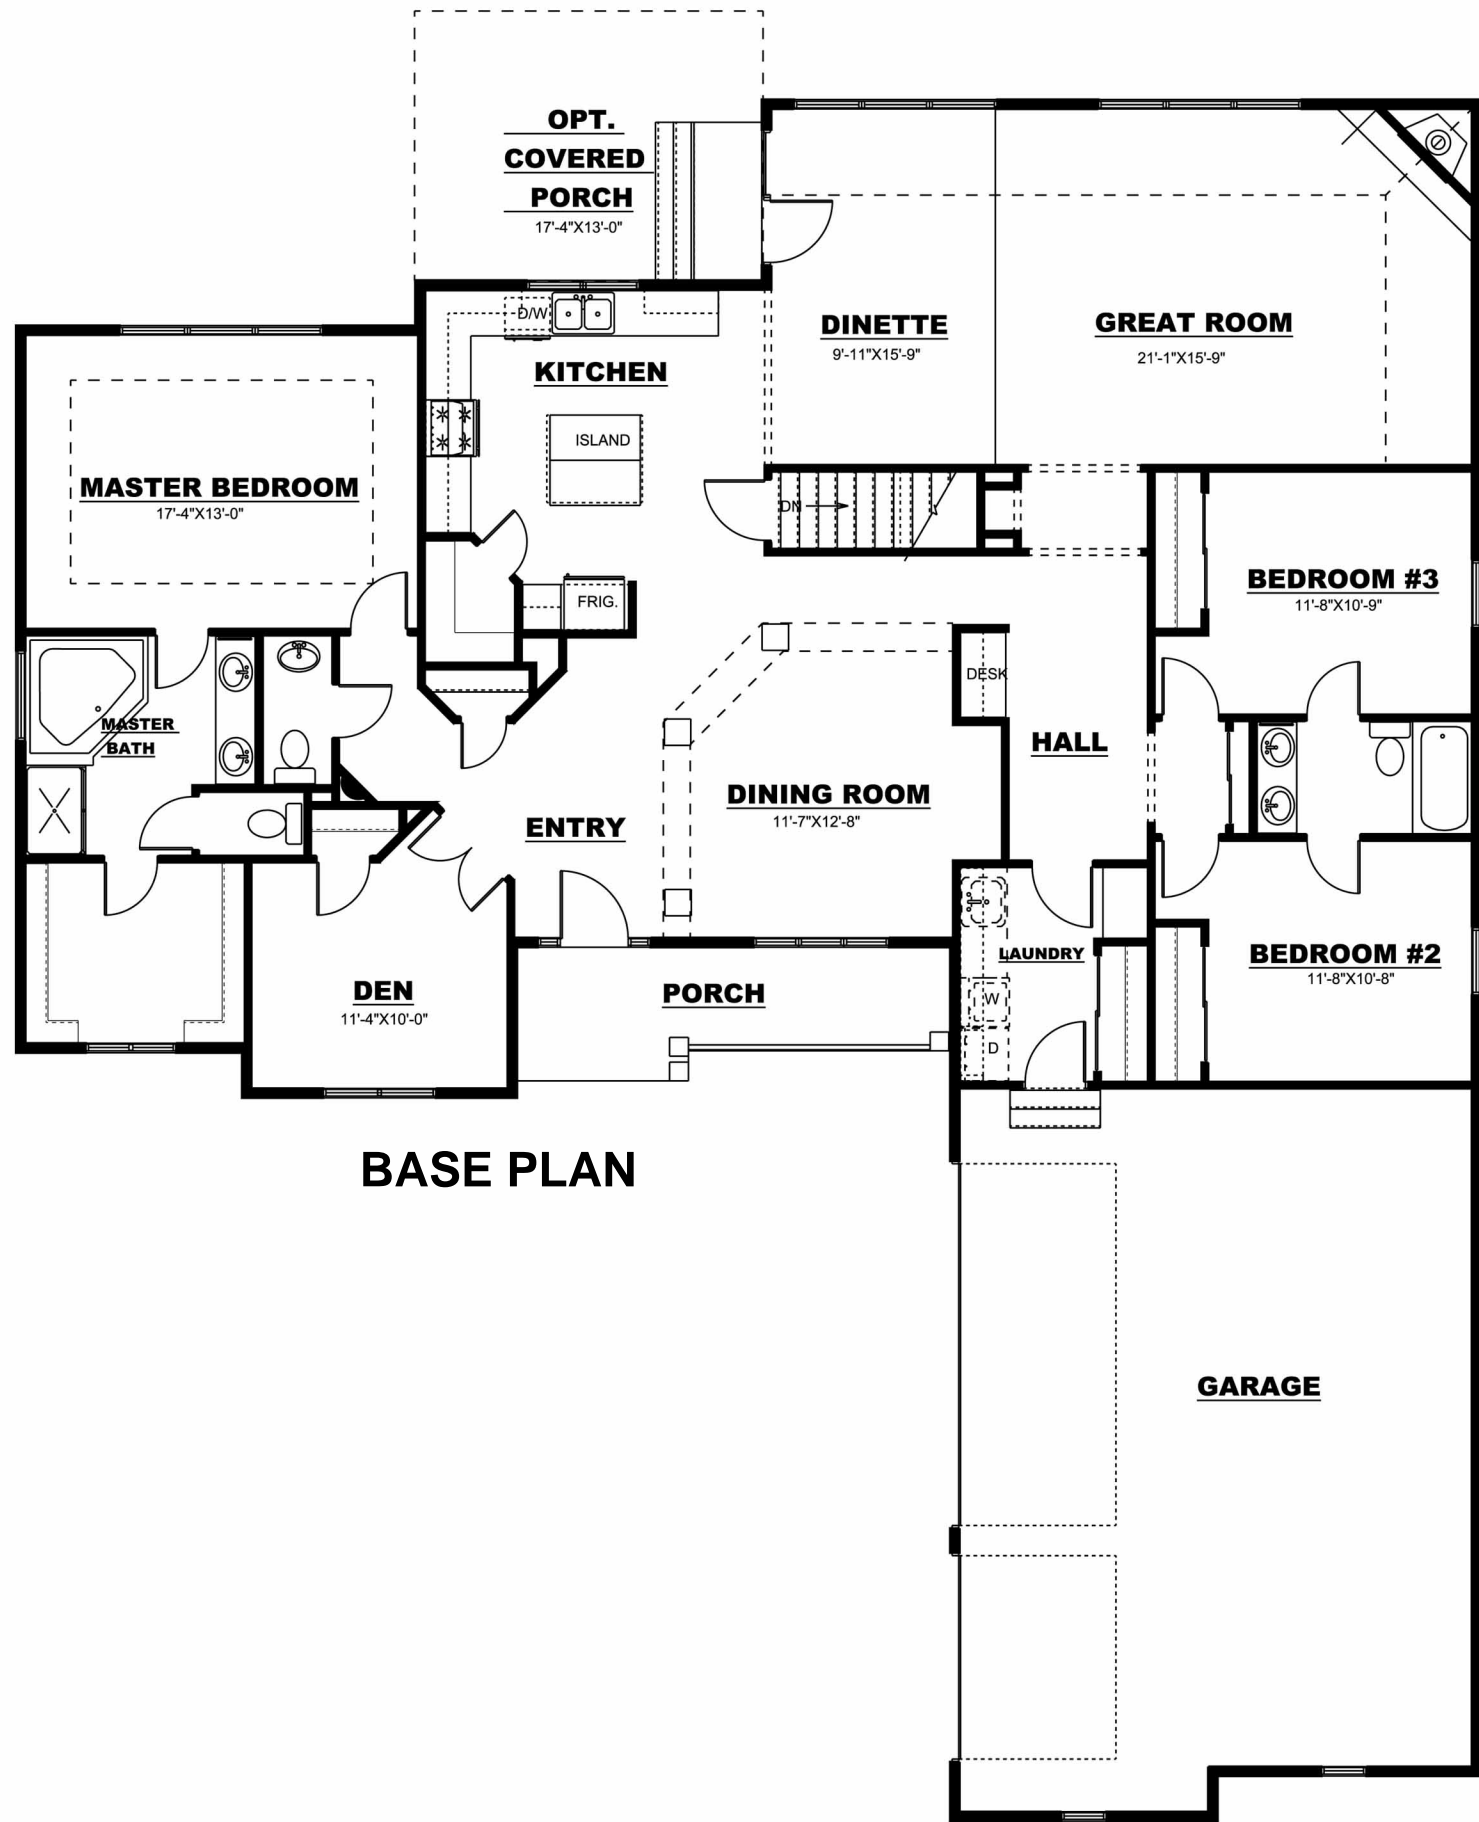 OPT.
COVERED
PORCH
17'-4"X13'-0"
D/W
KITCHEN
ISLAND
DINETTE
9'-11"X15'-9"
GREAT ROOM
21'-1"X15'-9"
MASTER BEDROOM
17'-4"X13'-0"
DN
FRIG.
BEDROOM #3
11'-8"X10'-9"
DESK
MASTER
BATH
HALL
DINING ROOM
11'-7"X12'-8"
ENTRY
LAUNDRY
W
D
BEDROOM #2
11'-8"X10'-8"
DEN
11'-4"X10'-0"
PORCH
BASE PLAN
GARAGE